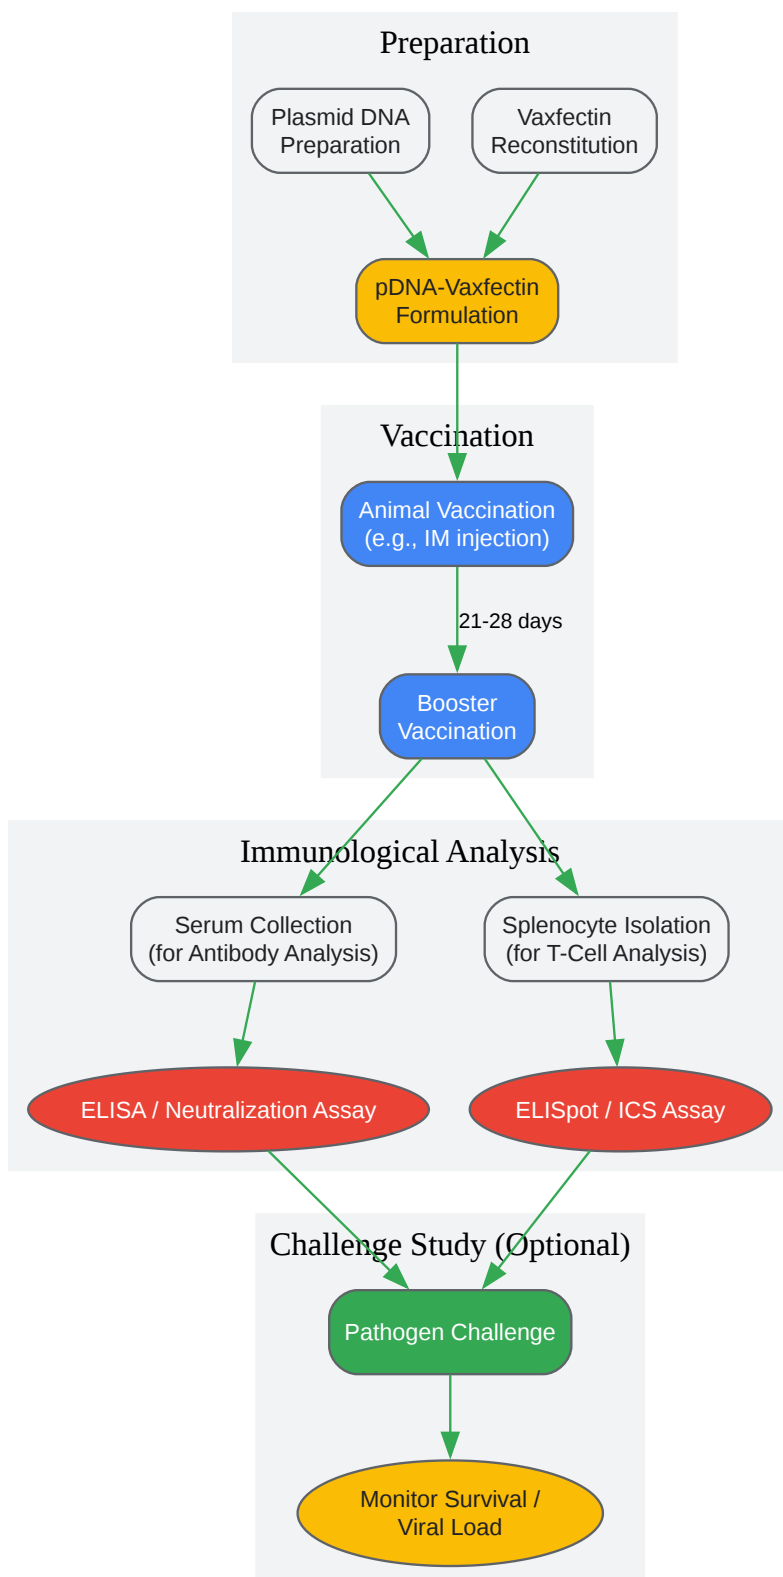 Preparation
Plasmid DNA
Preparation
Vaxfectin
Reconstitution
pDNA-Vaxfectin
Formulation
Vaccination
Animal Vaccination
(e.g., IM injection)
21-28 days
Booster
Vaccination
Immunological Analysis
Serum Collection
(for Antibody Analysis)
Splenocyte Isolation
(for T-Cell Analysis)
ELISA / Neutralization Assay
ELISpot / ICS Assay
Challenge Study (Optional)
Pathogen Challenge
Monitor Survival /
Viral Load